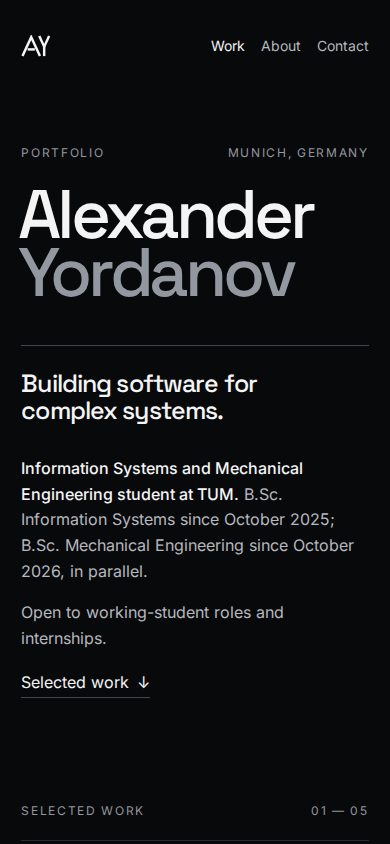 AY
Work About Contact
PORTFOLIO MUNICH, GERMANY
Alexander
Yordanov
Building software for
complex systems.
Information Systems and Mechanical
Engineering student at TUM. B.Sc.
Information Systems since October 2025;
B.Sc. Mechanical Engineering since October
2026, in parallel.
Open to working-student roles and
internships.
Selected work ↓
SELECTED WORK 01 — 05